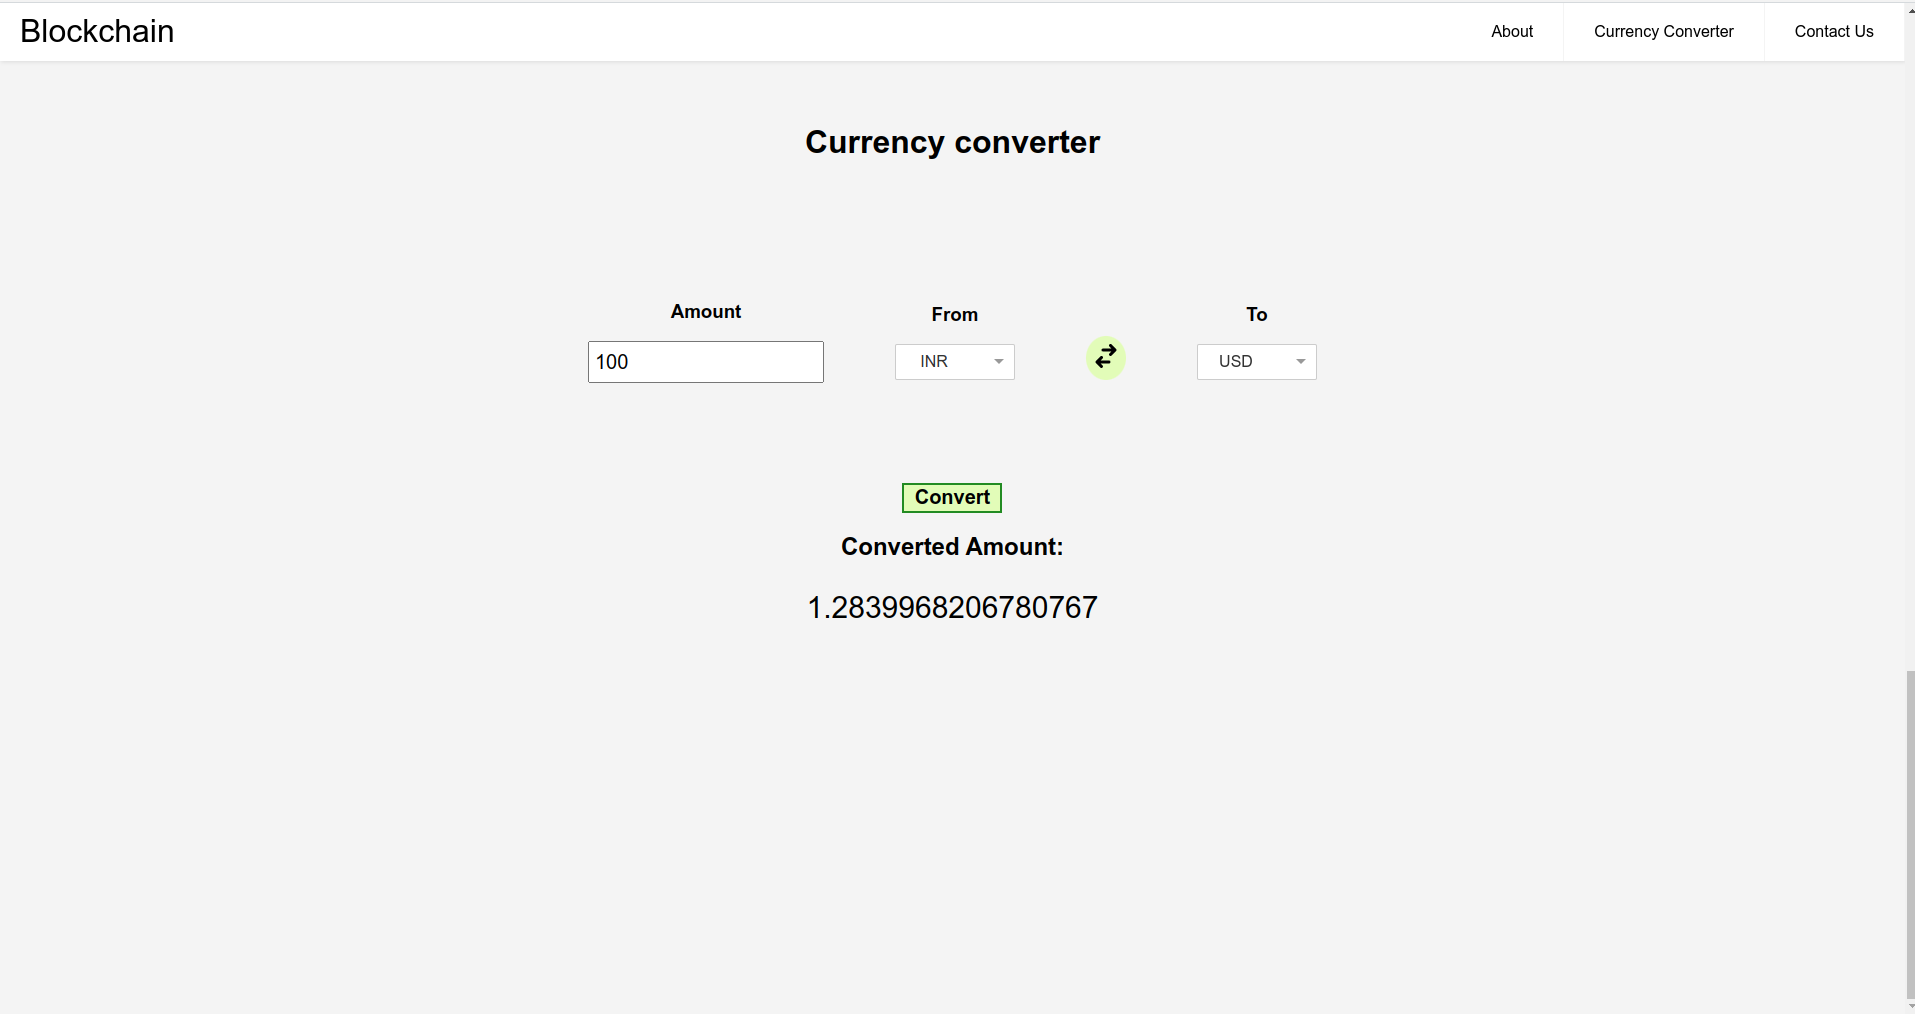 Blockchain
About
Currency Converter
Contact Us
Currency converter
Amount
From
To
100
INR
USD
Convert
Converted Amount:
1.2839968206780767